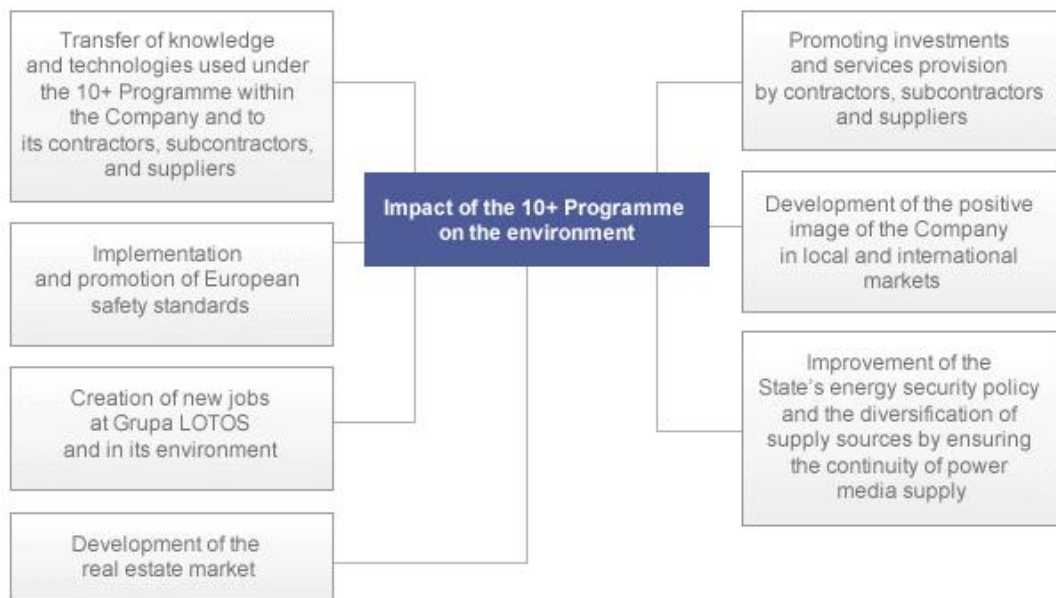 Transfer of knowledge
and technologies used under
the 10+ Programme within
the Company and to
its contractors, subcontractors,
and suppliers
Implementation
and promotion of European
safety standards
Creation of new jobs
at Grupa LOTOS
and in its environment
Development of the
real estate market
Impact of the 10+ Programme
on the environment
Promoting investments
and services provision
by contractors, subcontractors
and suppliers
Development of the positive
image of the Company
in local and international
markets
Improvement of the
State’s energy security policy
and the diversification of
supply sources by ensuring
the continuity of power
media supply